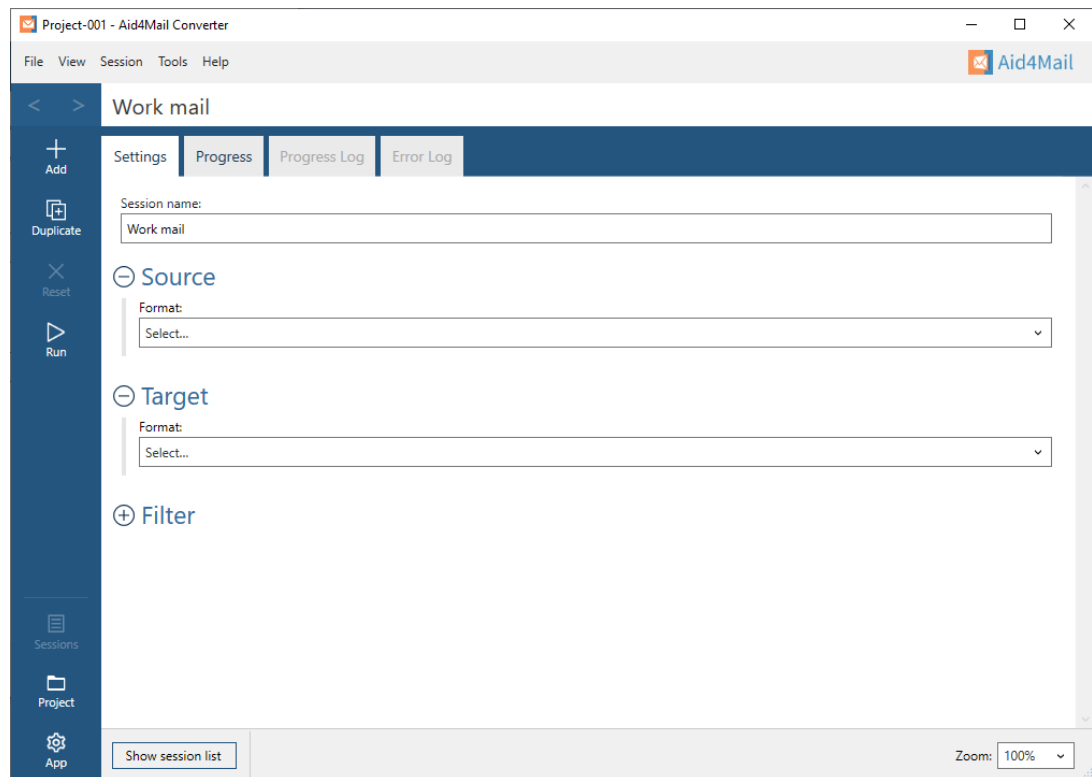 Project-001 - Aid4Mail Converter
File View Session Tools Help
Aid4Mail
Work mail
Add
Duplicate
Reset
Run
Sessions
Project
App
Settings Progress Progress Log Error Log
Session name:
Work mail
Source
Format:
Select...
Target
Format:
Select...
Filter
Show session list
Zoom: 100%